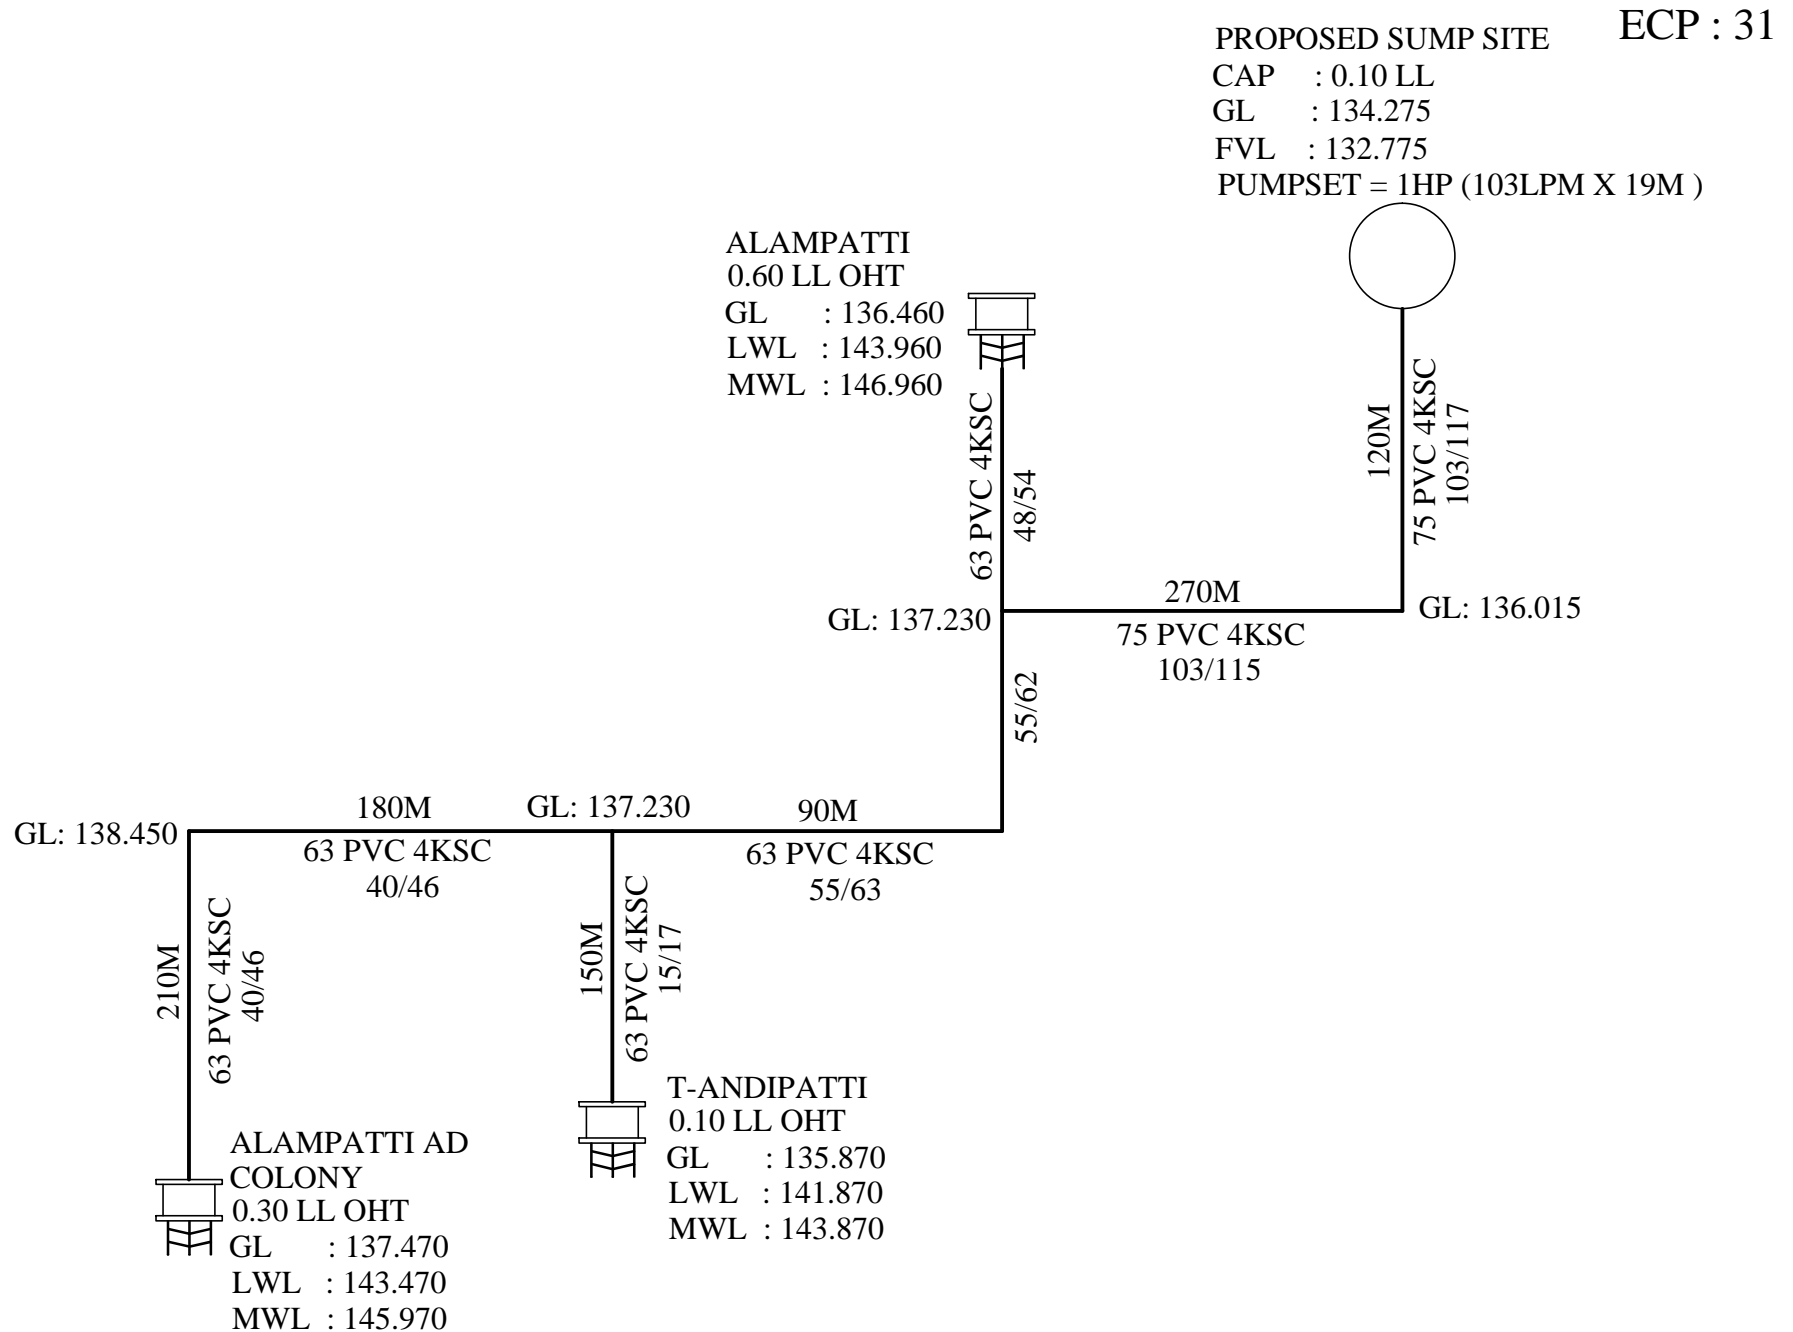 ECP : 31
PROPOSED SUMP SITE
CAP : 0.10 LL
GL : 134.275
FVL : 132.775
PUMPSET = 1HP (103LPM X 19M )
ALAMPATTI
0.60 LL OHT
GL : 136.460
LWL : 143.960
MWL : 146.960
63 PVC 4KSC
48/54
120M
75 PVC 4KSC
103/117
270M
75 PVC 4KSC
103/115
GL: 136.015
GL: 137.230
55/62
180M
63 PVC 4KSC
40/46
GL: 137.230
90M
63 PVC 4KSC
55/63
GL: 138.450
210M
63 PVC 4KSC
40/46
150M
63 PVC 4KSC
15/17
T-ANDIPATTI
0.10 LL OHT
GL : 135.870
LWL : 141.870
MWL : 143.870
ALAMPATTI AD
COLONY
0.30 LL OHT
GL : 137.470
LWL : 143.470
MWL : 145.970